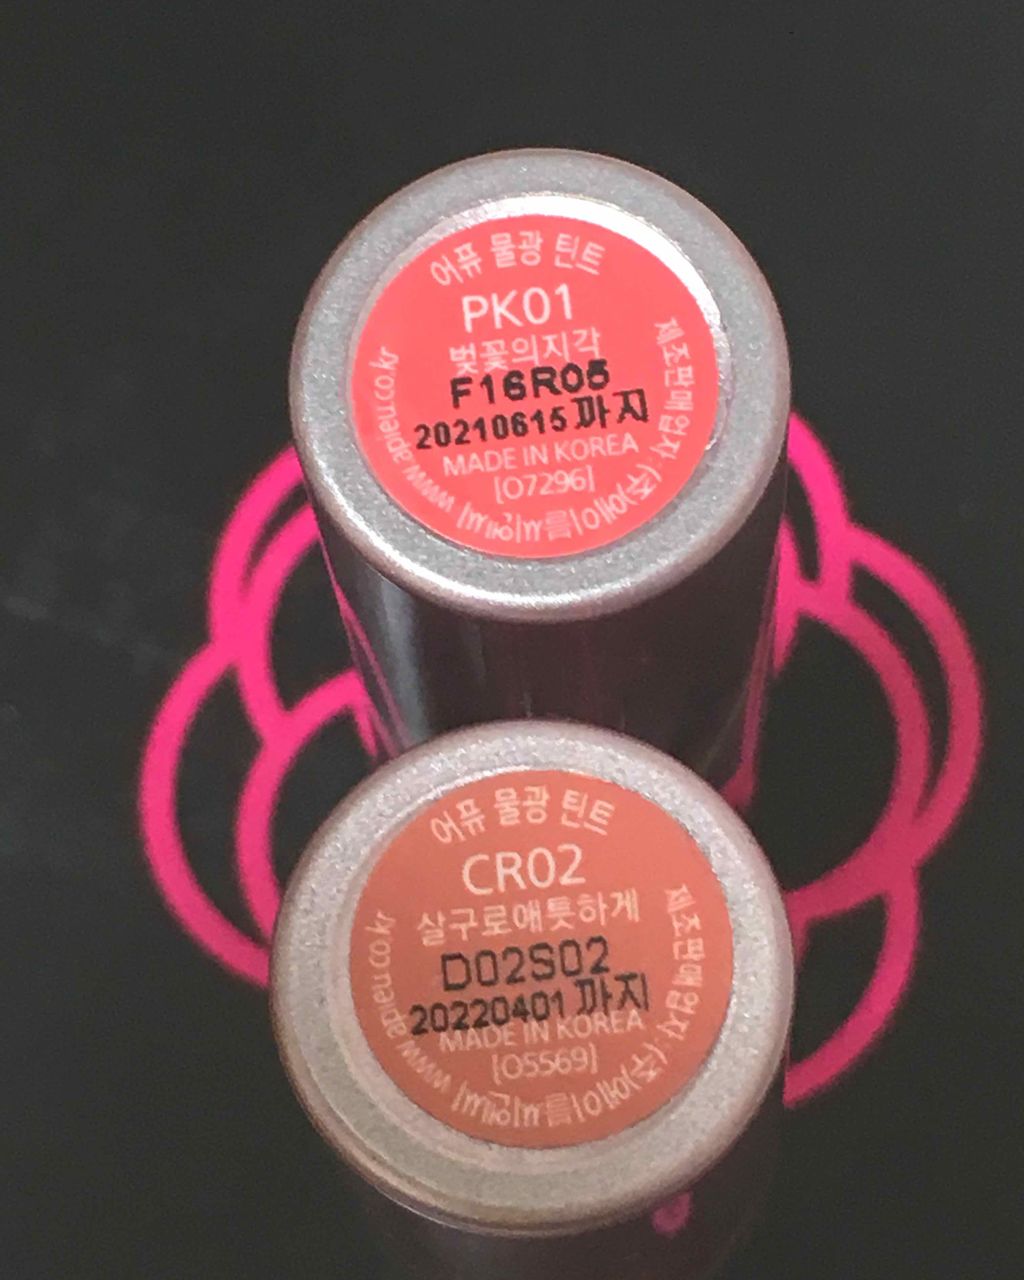 어퓨 물광 틴트
PK01
벚꽃의지각
F16R05
20210615 까지
MADE IN KOREA
[O7296]
제조판매업자:(주)에이블씨엔씨
www.apieu.co.kr
어퓨 물광 틴트
CR02
살구로애틋하게
D02S02
20220401 까지
MADE IN KOREA
[O5569]
제조판매업자:(주)에이블씨엔씨
www.apieu.co.kr